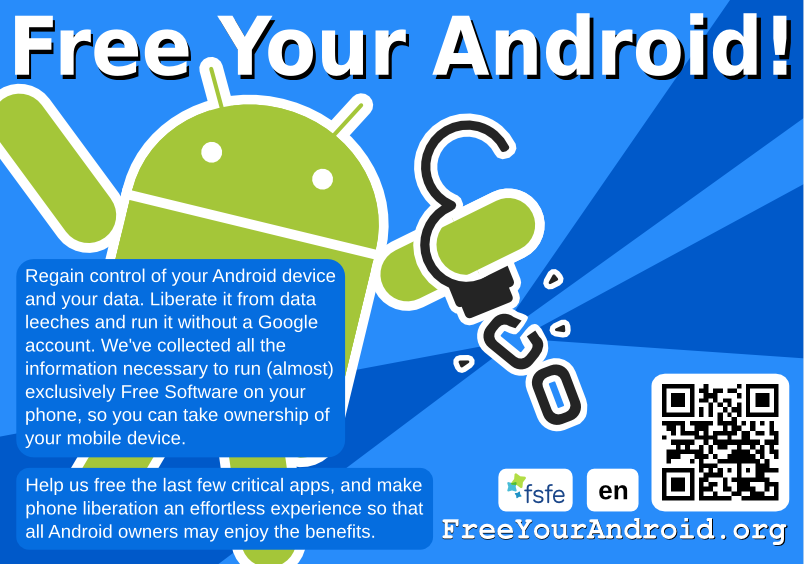 Free Your Android!
Regain control of your Android device
and your data. Liberate it from data
leeches and run it without a Google
account. We've collected all the
information necessary to run (almost)
exclusively Free Software on your
phone, so you can take ownership of
your mobile device.
Help us free the last few critical apps, and make
phone liberation an effortless experience so that
all Android owners may enjoy the benefits.
fsfe
en
FreeYourAndroid.org